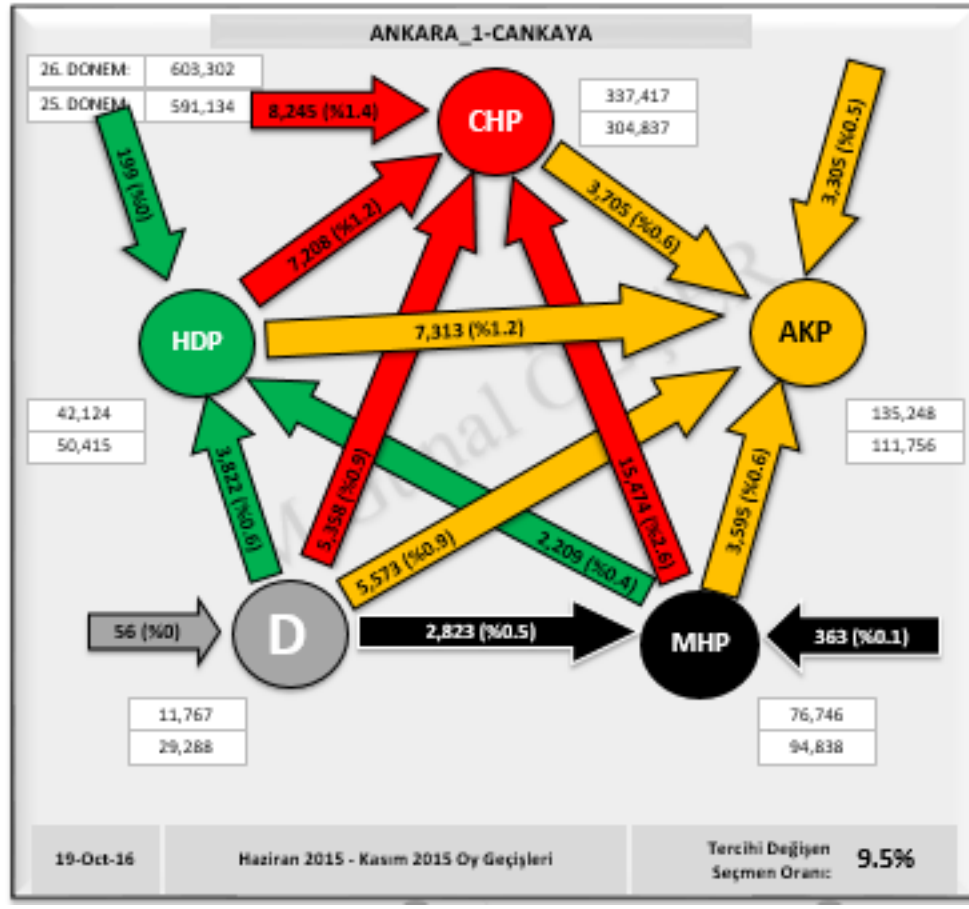 ANKARA_1-CANKAYA
26. DONEM: 603,302
25. DONEM: 591,134
8,245 (%1.4)
CHP
337,417
304,837
3,305 (%0.5)
199 (%0)
7,208 (%1.2)
3,705 (%0.6)
HDP
7,313 (%1.2)
AKP
42,124
50,415
135,248
111,756
3,822 (%0.6)
5,358 (%0.9)
15,474 (%2.6)
3,595 (%0.6)
5,573 (%0.9)
2,209 (%0.4)
56 (%0)
D
2,823 (%0.5)
MHP
363 (%0.1)
11,767
29,288
76,746
94,838
19-Oct-16
Haziran 2015 - Kasım 2015 Oy Geçişleri
Tercihi Değişen
Seçmen Oranı: 9.5%